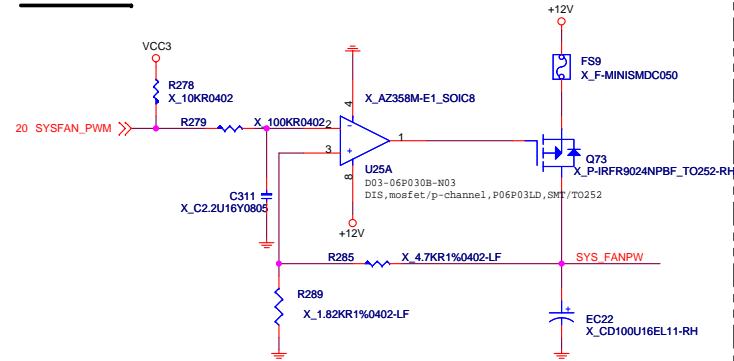 +12V
VCC3
FS9
X_F-MINISMDC050
R278
X_10KR0402
X_AZ358M-E1_SOIC8
4
20 SYSFAN_PWM
R279
X_100KR0402
2
-
1
3
+
Q73
X_P-IRFR9024NPBF_TO252-RH
U25A
8
D03-06P030B-N03
DIS,mosfet/p-channel,P06P03LD,SMT/TO252
C311
X_C2.2U16Y0805
+12V
R285
X_4.7KR1%0402-LF
SYS_FANPW
R289
X_1.82KR1%0402-LF
+
EC22
X_CD100U16EL11-RH